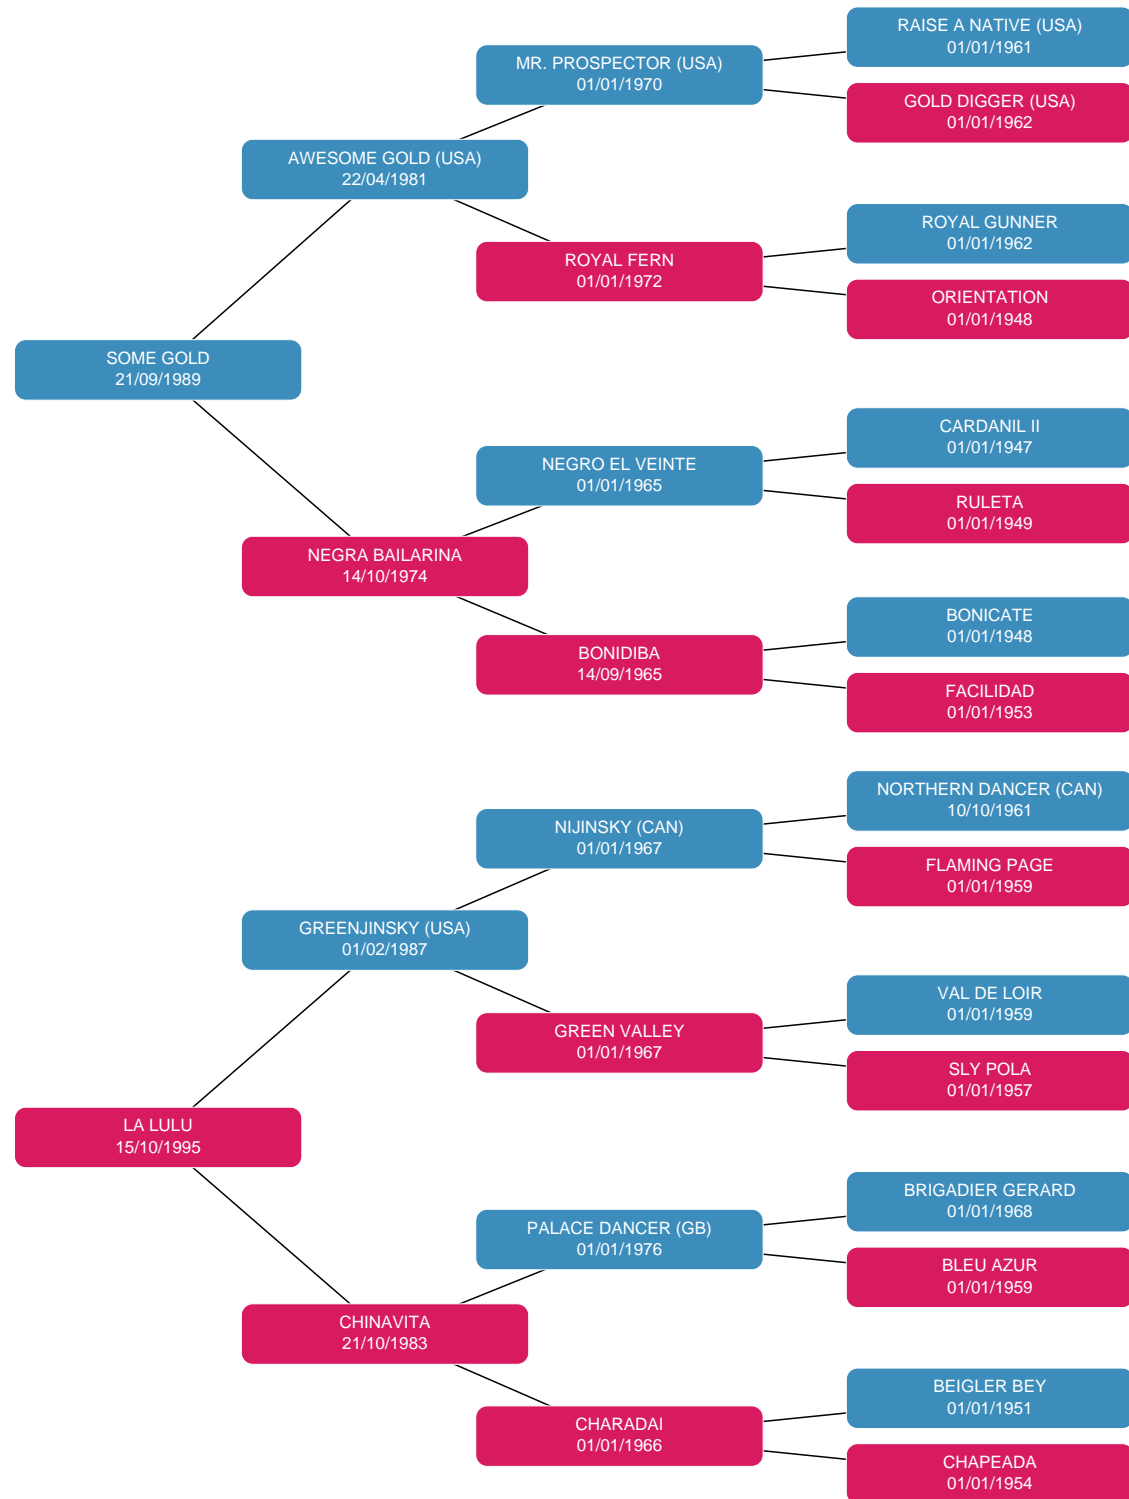 RAISE A NATIVE (USA)
01/01/1961
MR. PROSPECTOR (USA)
01/01/1970
GOLD DIGGER (USA)
01/01/1962
AWESOME GOLD (USA)
22/04/1981
ROYAL GUNNER
01/01/1962
ROYAL FERN
01/01/1972
ORIENTATION
01/01/1948
SOME GOLD
21/09/1989
CARDANIL II
01/01/1947
NEGRO EL VEINTE
01/01/1965
RULETA
01/01/1949
NEGRA BAILARINA
14/10/1974
BONICATE
01/01/1948
BONIDIBA
14/09/1965
FACILIDAD
01/01/1953
NORTHERN DANCER (CAN)
10/10/1961
NIJINSKY (CAN)
01/01/1967
FLAMING PAGE
01/01/1959
GREENJINSKY (USA)
01/02/1987
VAL DE LOIR
01/01/1959
GREEN VALLEY
01/01/1967
SLY POLA
01/01/1957
LA LULU
15/10/1995
BRIGADIER GERARD
01/01/1968
PALACE DANCER (GB)
01/01/1976
BLEU AZUR
01/01/1959
CHINAVITA
21/10/1983
BEIGLER BEY
01/01/1951
CHARADAI
01/01/1966
CHAPEADA
01/01/1954